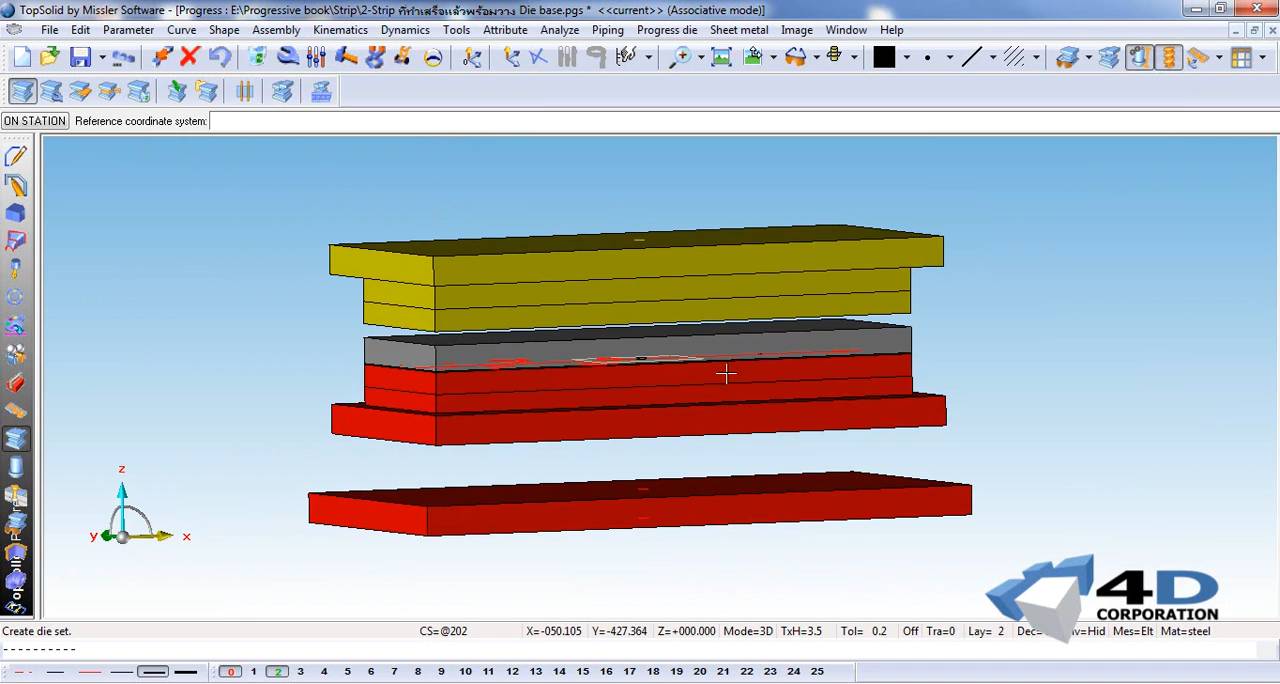 TopSolid by Missler Software - [Progress : E:\Progressive book\Strip\2-Strip ที่ทำเสร็จแล้วพร้อมวาง Die base.pgs *  <<current>> (Associative mode)]
File Edit Parameter Curve Shape Assembly Kinematics Dynamics Tools Attribute Analyze Piping Progress die Sheet metal Image Window Help
ON STATION Reference coordinate system:
z
y x
4D
CORPORATION
Create die set. CS=@202 X=-050.105 Y=-427.364 Z=+000.000 Mode=3D TxH=3.5 Tol= 0.2 Off Tra=0 Lay= 2 Mes=Elt Mat=steel
----------
0 1 2 3 4 5 6 7 8 9 10 11 12 13 14 15 16 17 18 19 20 21 22 23 24 25